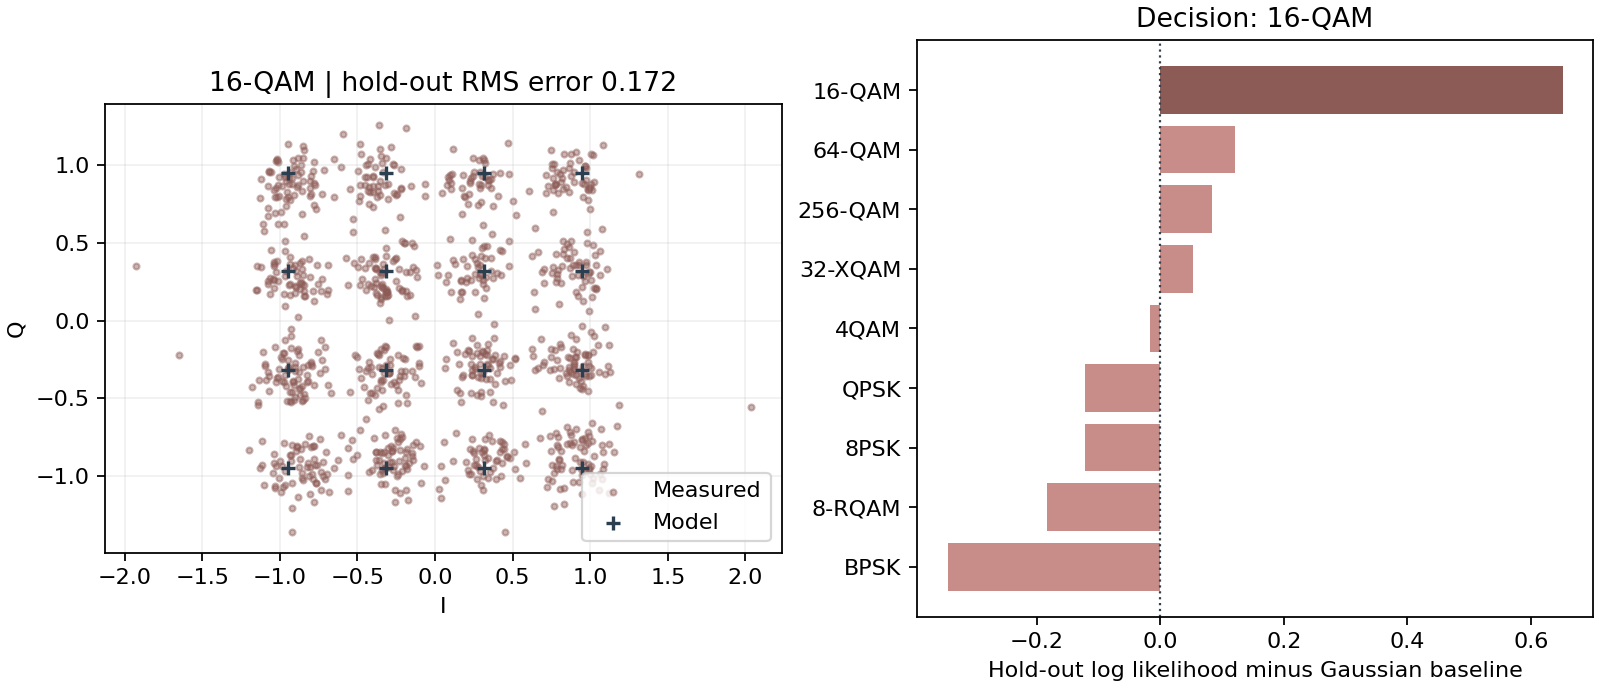 16-QAM | hold-out RMS error 0.172
Q
1.0
0.5
0.0
−0.5
−1.0
−2.0 −1.5 −1.0 −0.5 0.0 0.5 1.0 1.5 2.0
I
Measured
Model
Decision: 16-QAM
16-QAM
64-QAM
256-QAM
32-XQAM
4QAM
QPSK
8PSK
8-RQAM
BPSK
−0.2 0.0 0.2 0.4 0.6
Hold-out log likelihood minus Gaussian baseline